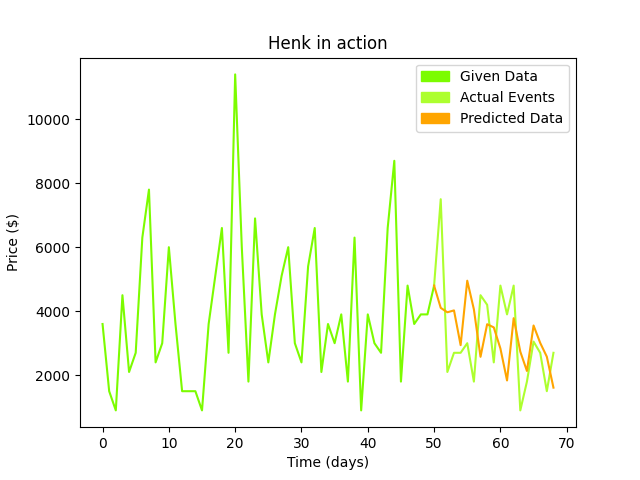 Henk in action
Given Data
Actual Events
Predicted Data
Price ($)
10000
8000
6000
4000
2000
0 10 20 30 40 50 60 70
Time (days)